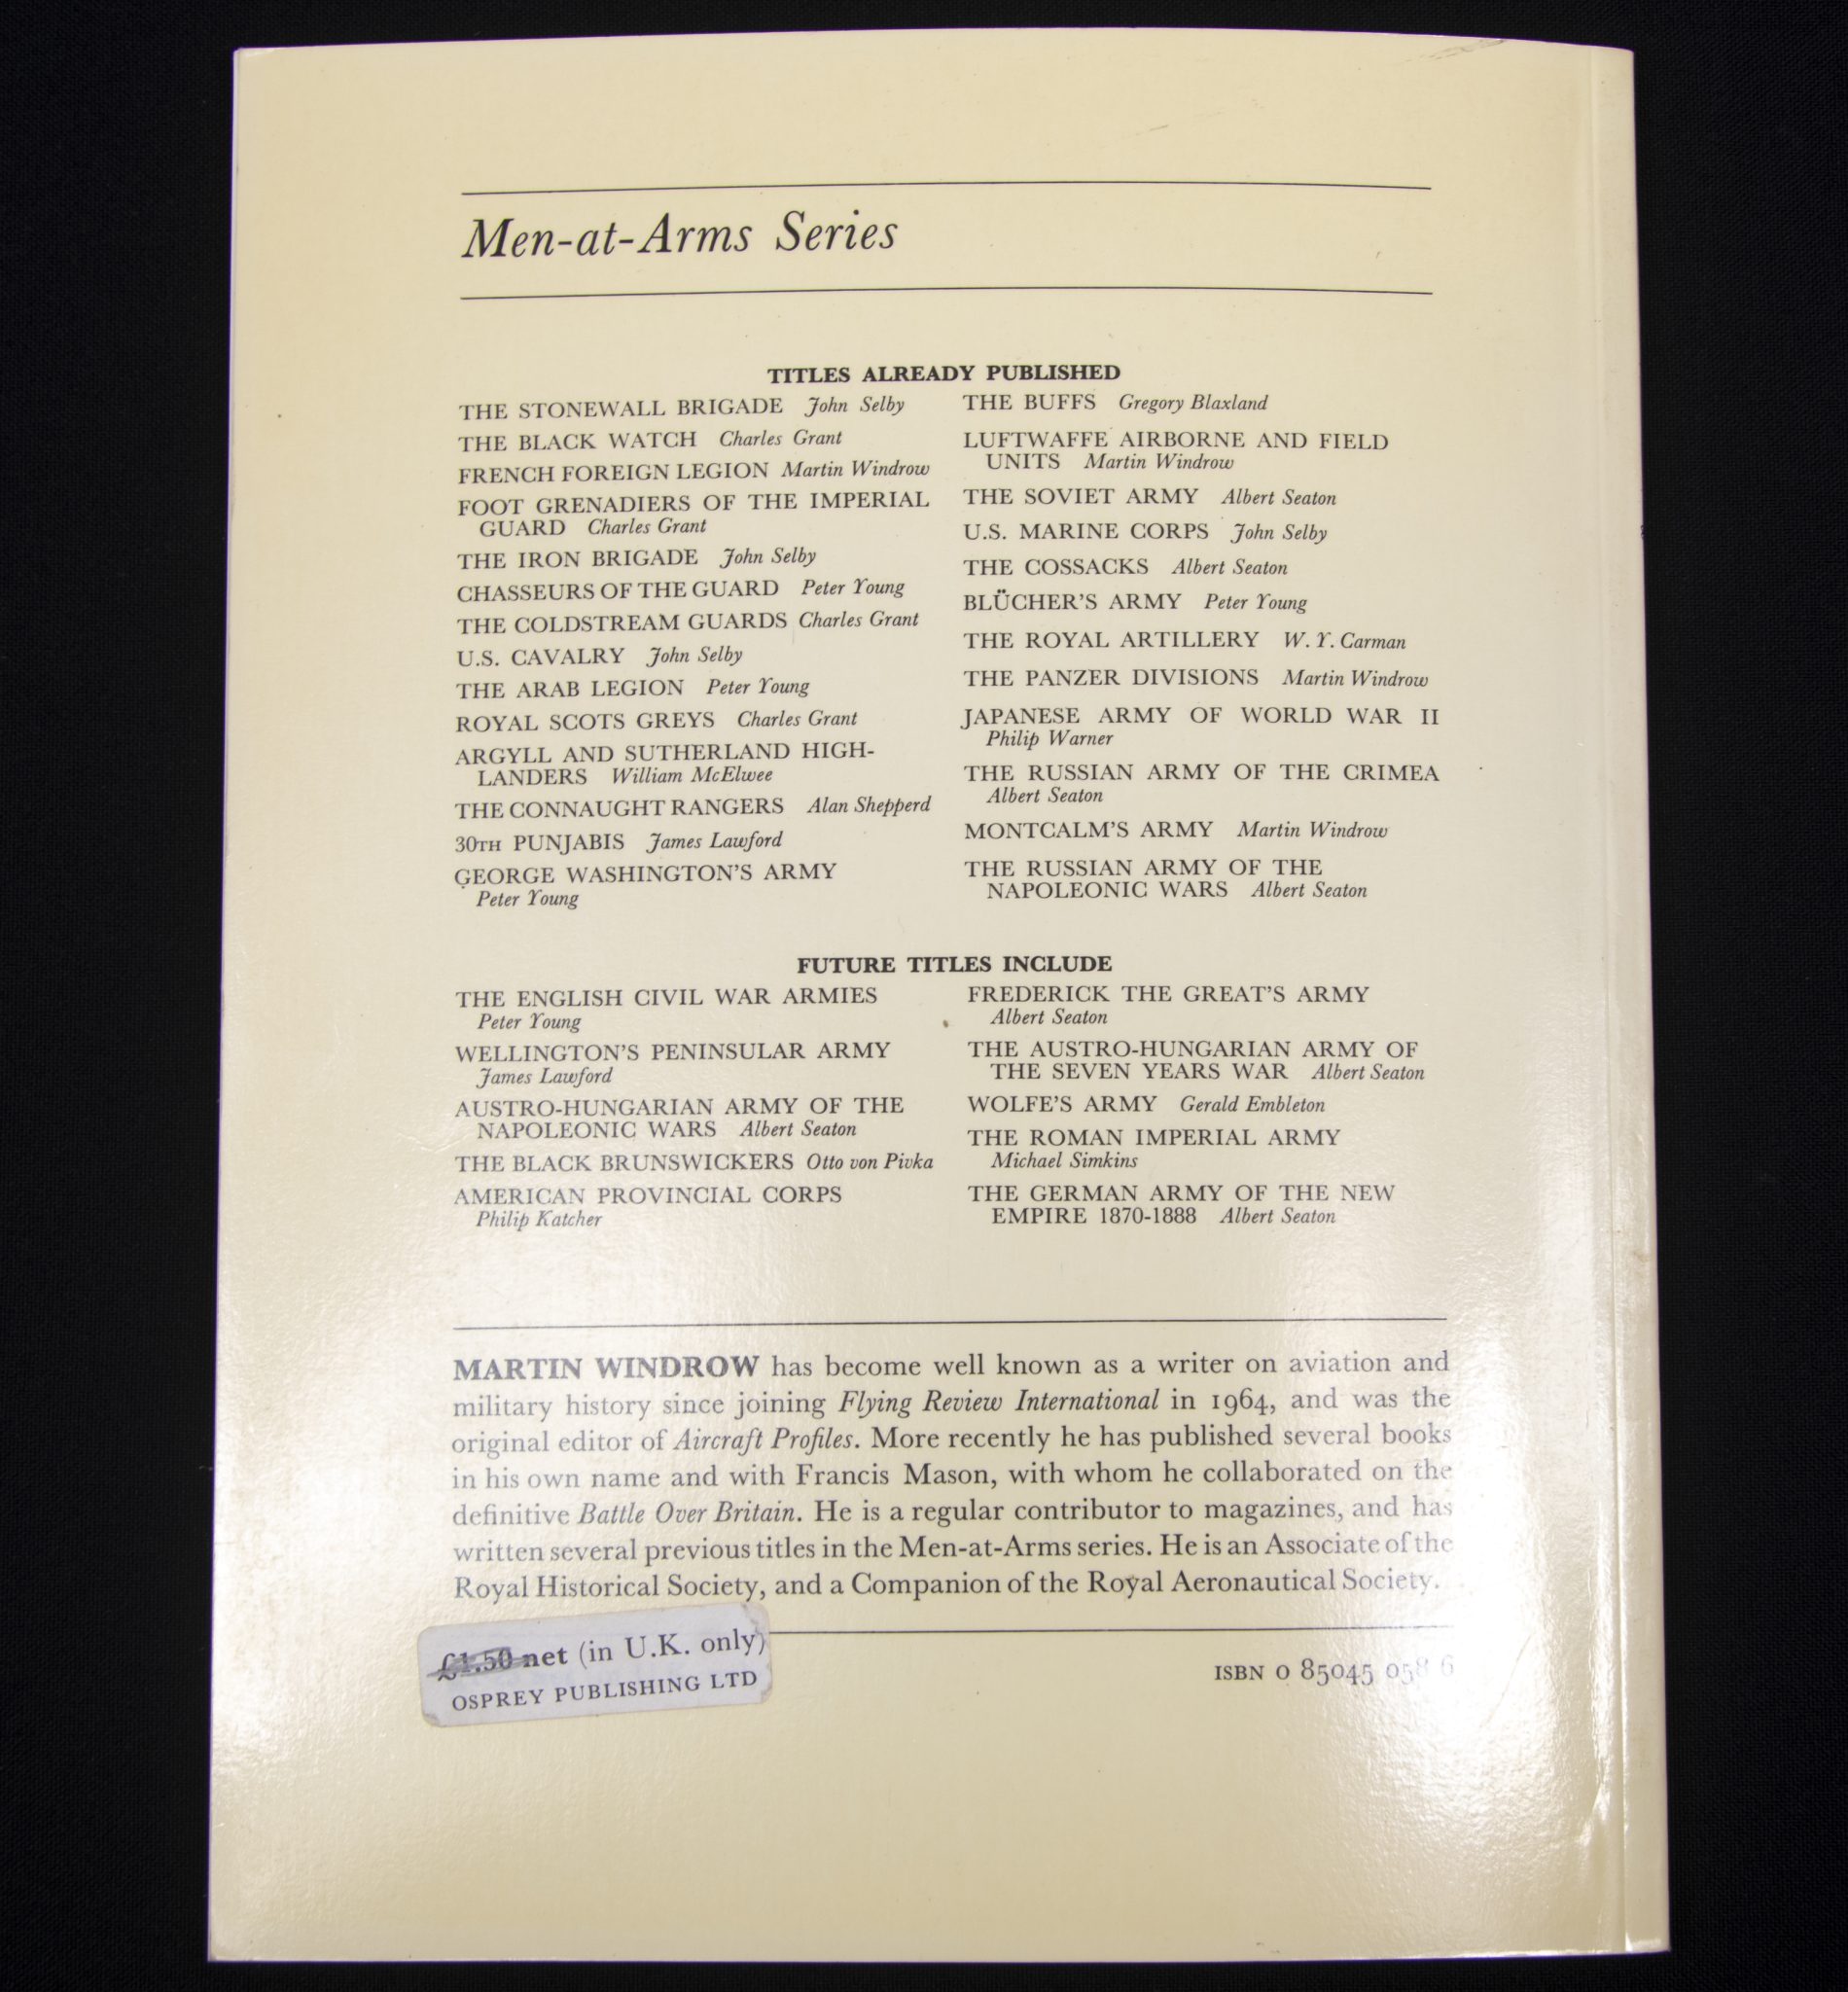 Men-at-Arms Series
TITLES ALREADY PUBLISHED
THE STONEWALL BRIGADE John Selby
THE BLACK WATCH Charles Grant
FRENCH FOREIGN LEGION Martin Windrow
FOOT GRENADIERS OF THE IMPERIAL
GUARD Charles Grant
THE IRON BRIGADE John Selby
CHASSEURS OF THE GUARD Peter Young
THE COLDSTREAM GUARDS Charles Grant
U.S. CAVALRY John Selby
THE ARAB LEGION Peter Young
ROYAL SCOTS GREYS Charles Grant
ARGYLL AND SUTHERLAND HIGH-
LANDERS William McElwee
THE CONNAUGHT RANGERS Alan Shepperd
30TH PUNJABIS James Lawford
GEORGE WASHINGTON'S ARMY
Peter Young
THE BUFFS Gregory Blaxland
LUFTWAFFE AIRBORNE AND FIELD
UNITS Martin Windrow
THE SOVIET ARMY Albert Seaton
U.S. MARINE CORPS John Selby
THE COSSACKS Albert Seaton
BLÜCHER'S ARMY Peter Young
THE ROYAL ARTILLERY W. Y. Carman
THE PANZER DIVISIONS Martin Windrow
JAPANESE ARMY OF WORLD WAR II
Philip Warner
THE RUSSIAN ARMY OF THE CRIMEA
Albert Seaton
MONTCALM'S ARMY Martin Windrow
THE RUSSIAN ARMY OF THE
NAPOLEONIC WARS Albert Seaton
FUTURE TITLES INCLUDE
THE ENGLISH CIVIL WAR ARMIES
Peter Young
WELLINGTON'S PENINSULAR ARMY
James Lawford
AUSTRO-HUNGARIAN ARMY OF THE
NAPOLEONIC WARS Albert Seaton
THE BLACK BRUNSWICKERS Otto von Pivka
AMERICAN PROVINCIAL CORPS
Philip Katcher
FREDERICK THE GREAT'S ARMY
Albert Seaton
THE AUSTRO-HUNGARIAN ARMY OF
THE SEVEN YEARS WAR Albert Seaton
WOLFE'S ARMY Gerald Embleton
THE ROMAN IMPERIAL ARMY
Michael Simkins
THE GERMAN ARMY OF THE NEW
EMPIRE 1870-1888 Albert Seaton
MARTIN WINDROW has become well known as a writer on aviation and
military history since joining Flying Review International in 1964, and was the
original editor of Aircraft Profiles. More recently he has published several books
in his own name and with Francis Mason, with whom he collaborated on the
definitive Battle Over Britain. He is a regular contributor to magazines, and has
written several previous titles in the Men-at-Arms series. He is an Associate of the
Royal Historical Society, and a Companion of the Royal Aeronautical Society.
£1.50 net (in U.K. only)
OSPREY PUBLISHING LTD
ISBN 0 85045 058 6